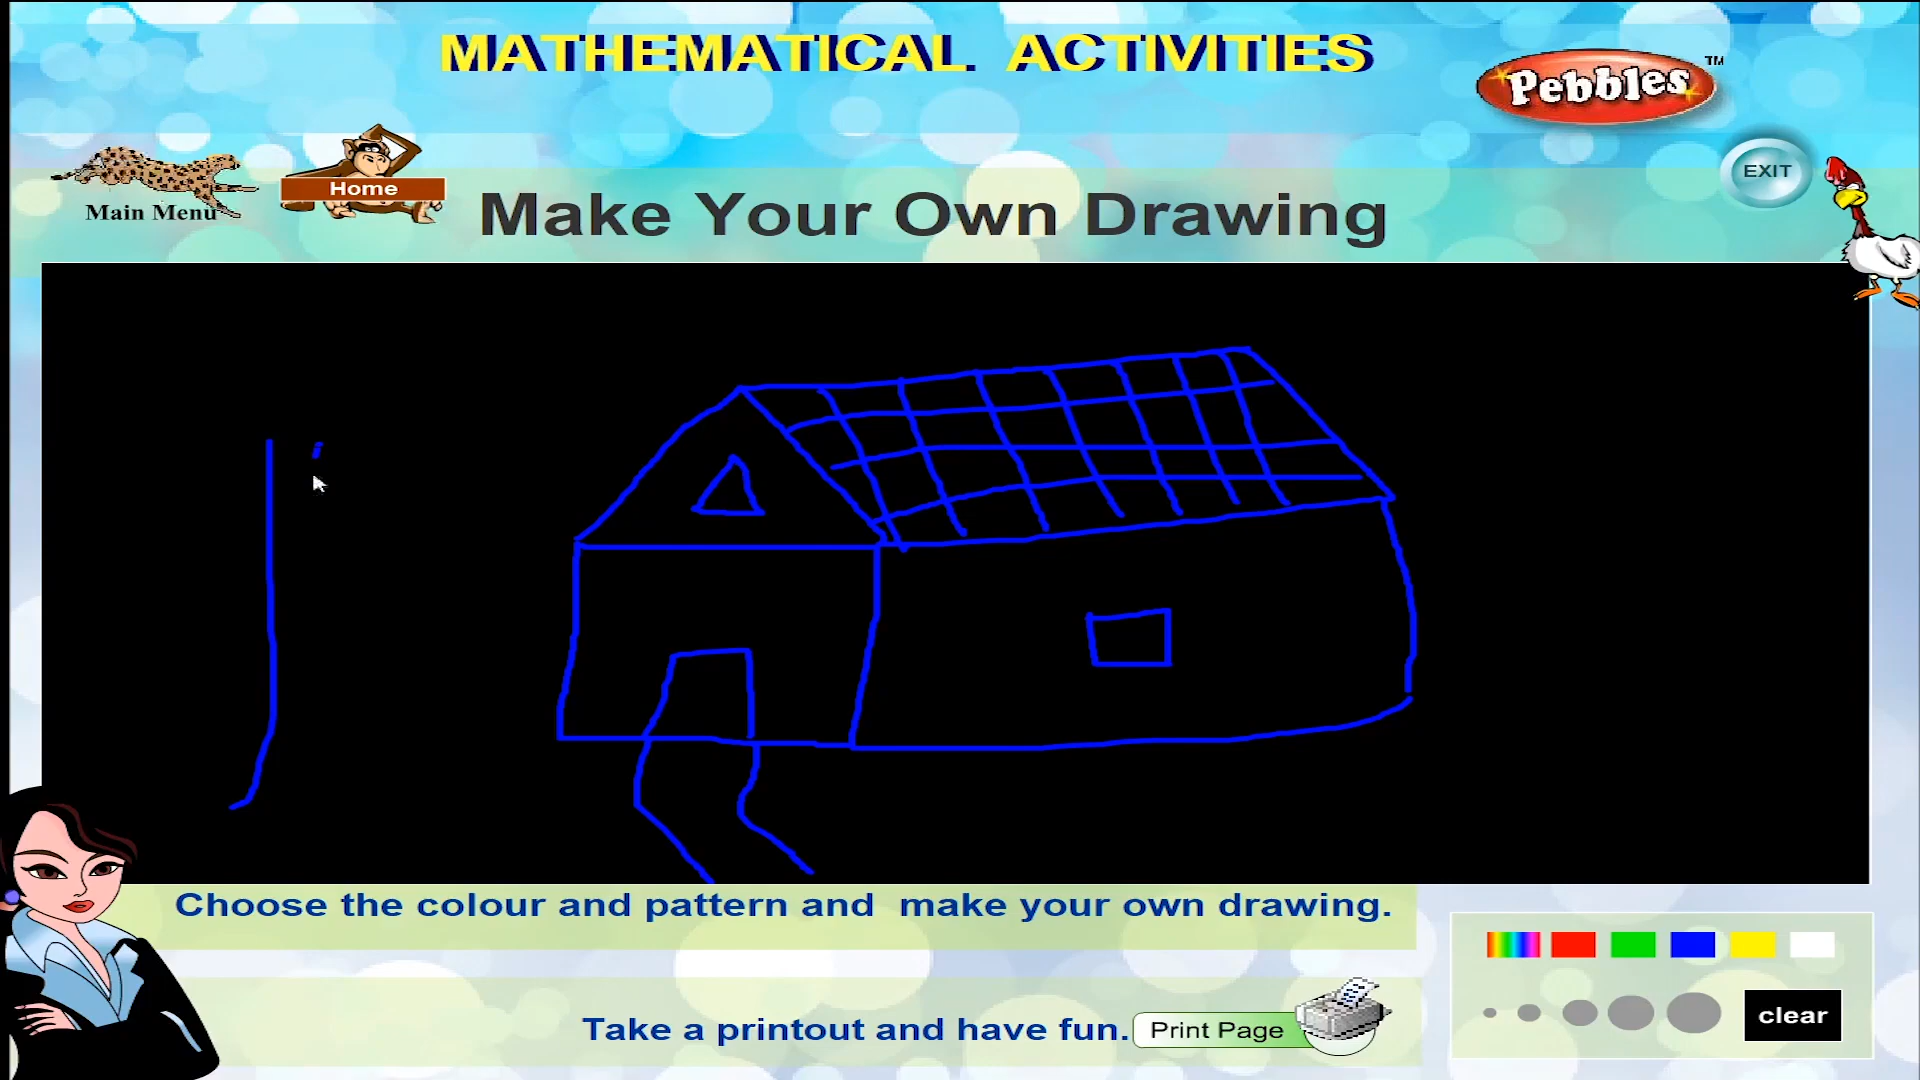 MATHEMATICAL ACTIVITIES
Pebbles TM
EXIT
Home
Main Menu
Make Your Own Drawing
Choose the colour and pattern and make your own drawing.
Take a printout and have fun.
Print Page
clear